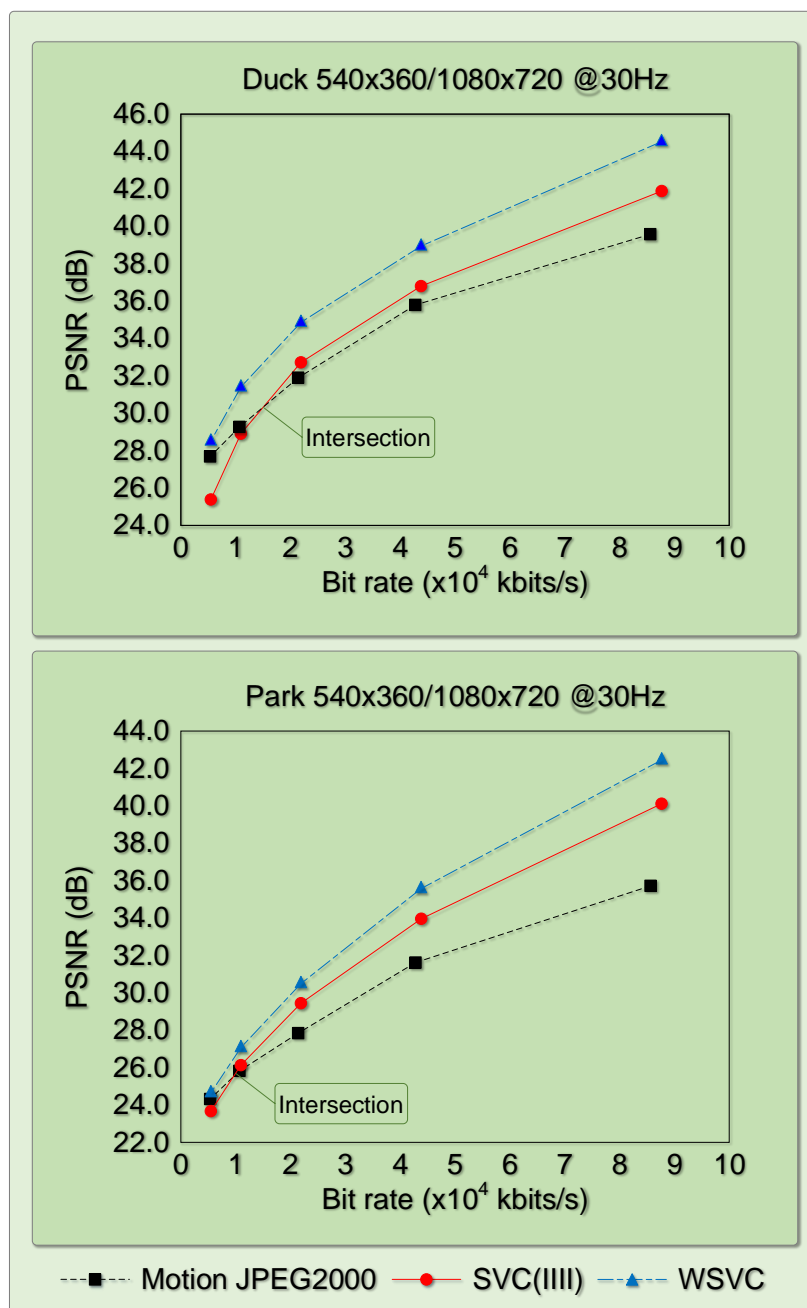 Duck 540x360/1080x720 @30Hz
46.0
44.0
42.0
40.0
38.0
36.0
34.0
32.0
30.0
28.0
26.0
24.0
PSNR (dB)
Intersection
0 1 2 3 4 5 6 7 8 9 10
Bit rate (x10⁴ kbits/s)
Park 540x360/1080x720 @30Hz
44.0
42.0
40.0
38.0
36.0
34.0
32.0
30.0
28.0
26.0
24.0
22.0
PSNR (dB)
Intersection
0 1 2 3 4 5 6 7 8 9 10
Bit rate (x10⁴ kbits/s)
Motion JPEG2000 SVC(IIII) WSVC